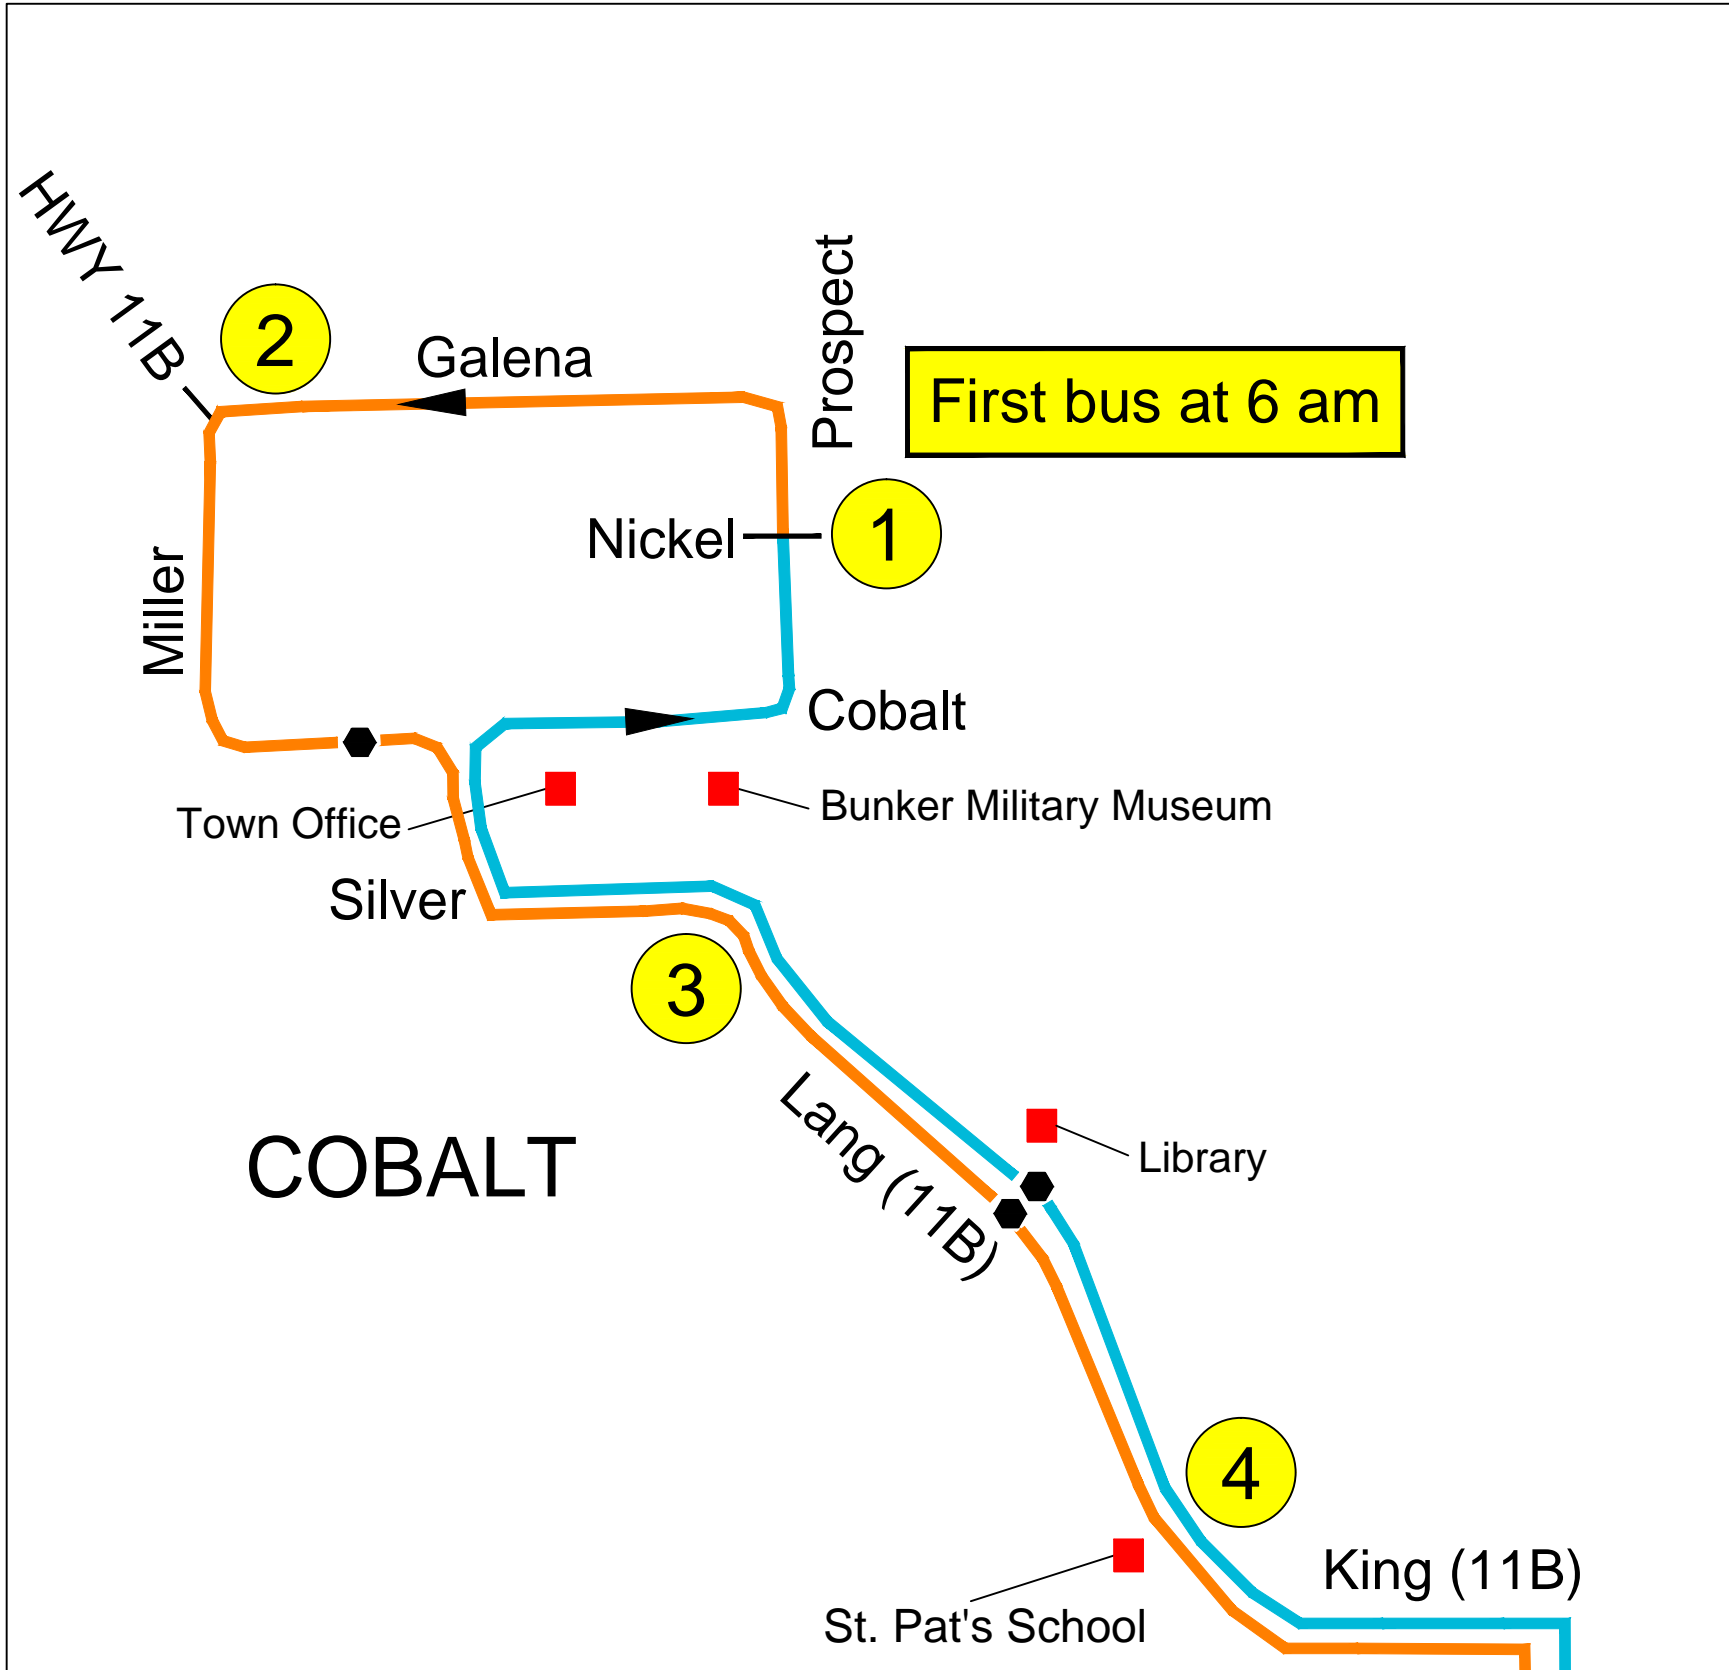 HWY 11B
2
Galena
Prospect
First bus at 6 am
Nickel
1
Miller
Cobalt
Town Office
Bunker Military Museum
Silver
3
Lang (11B)
COBALT
Library
4
King (11B)
St. Pat's School